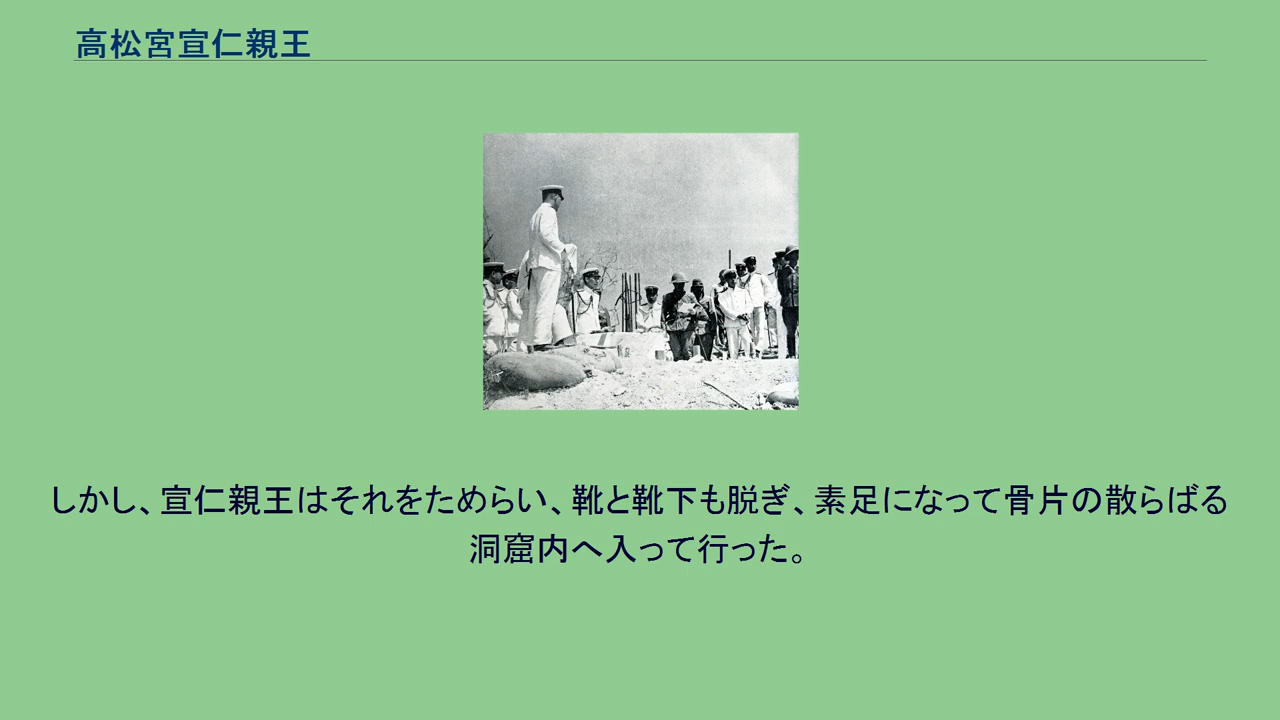 高松宮宣仁親王
しかし、宣仁親王はそれをためらい、靴と靴下も脱ぎ、素足になって骨片の散らばる
洞窟内へ入って行った。